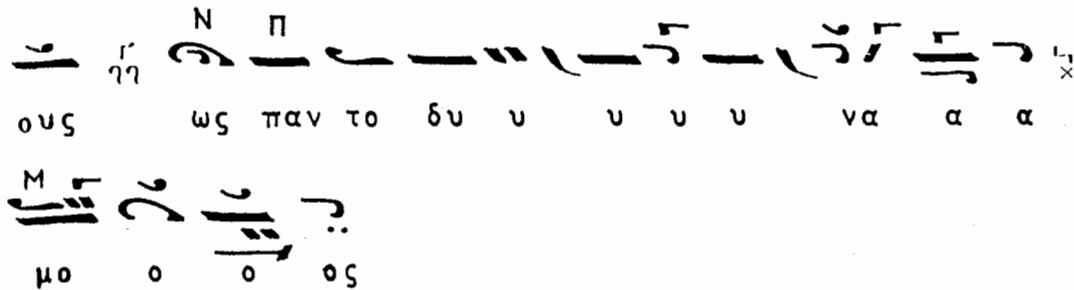 Ν Π
ους ως παν το δυ υ υ υ υ να α α
Μ
μο ο ο ος